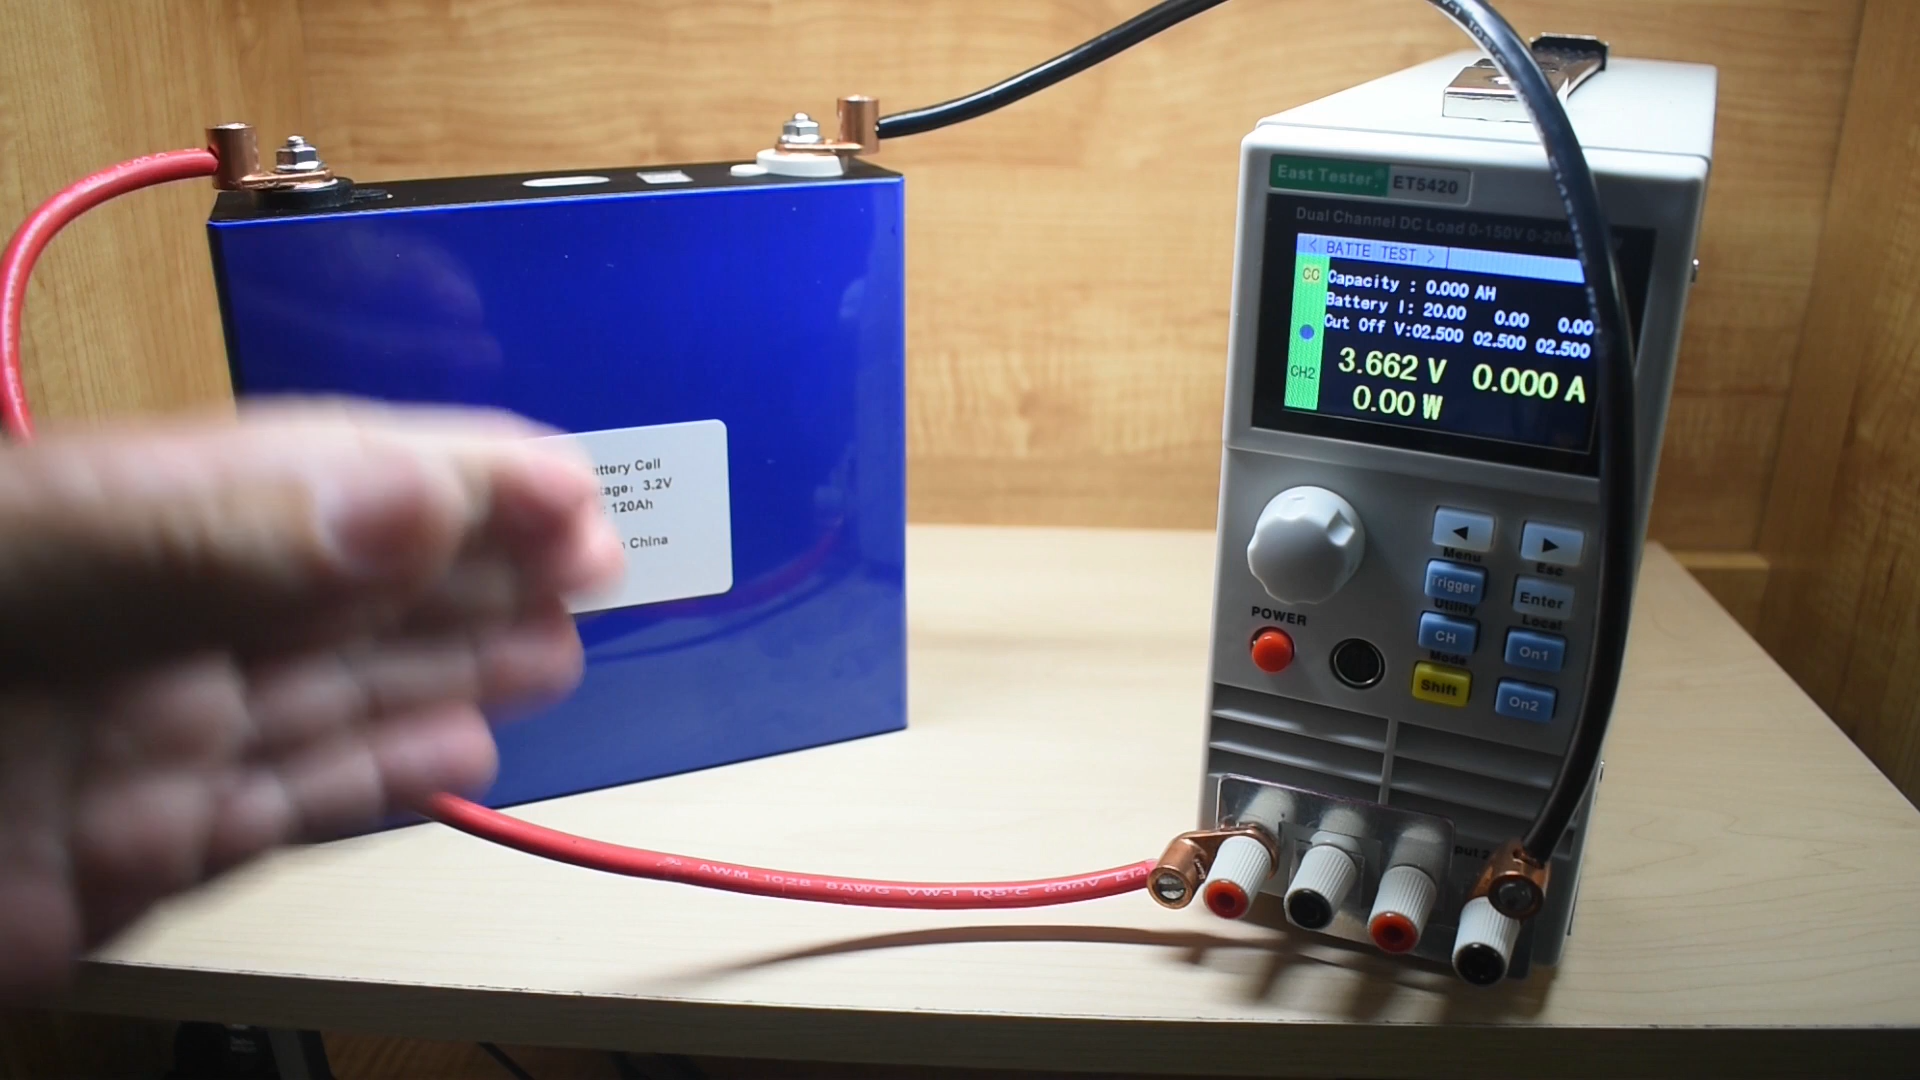 East Tester® ET5420
Dual Channel DC Load 0-150V 0-20A
< BATTE TEST >
CC
Capacity : 0.000 AH
Battery I: 20.00 0.00 0.00
Cut Off V:02.500 02.500 02.500
CH2
3.662 V 0.000 A
0.00 W
Battery Cell
3.2V
: 120Ah
China
Menu
Esc
Trigger
Enter
Utility
Local
CH
On1
Mode
Shift
On2
POWER
AWM 1028 8AWG VW-1 105°C 600V
105°C